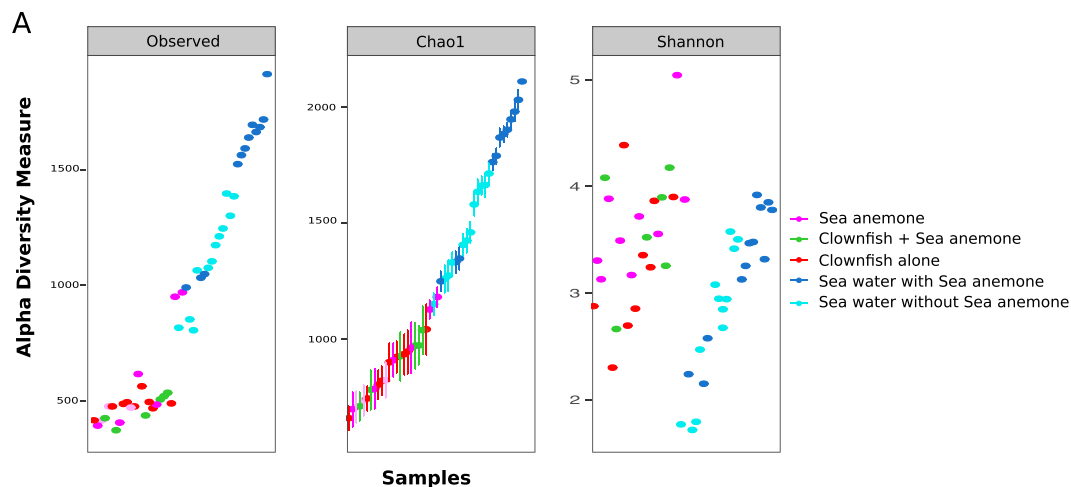 A
Observed
Chao1
Shannon
Alpha Diversity Measure
1500
1000
500
2000
1500
1000
5
4
3
2
Samples
Sea anemone
Clownfish + Sea anemone
Clownfish alone
Sea water with Sea anemone
Sea water without Sea anemone